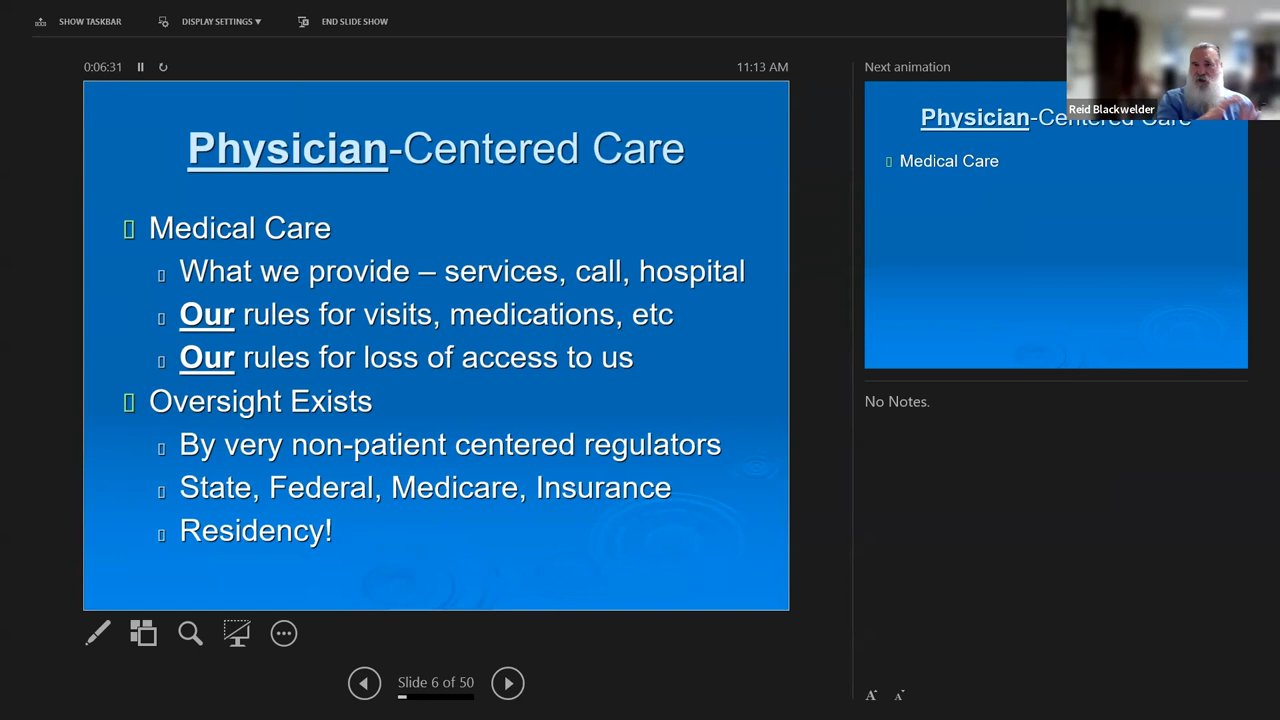 SHOW TASKBAR
DISPLAY SETTINGS ▼
END SLIDE SHOW
0:06:31
11:13 AM
Physician-Centered Care
Medical Care
What we provide – services, call, hospital
Our rules for visits, medications, etc
Our rules for loss of access to us
Oversight Exists
By very non-patient centered regulators
State, Federal, Medicare, Insurance
Residency!
Slide 6 of 50
Next animation
Reid Blackwelder
Physician-Centered Care
Medical Care
No Notes.
A A